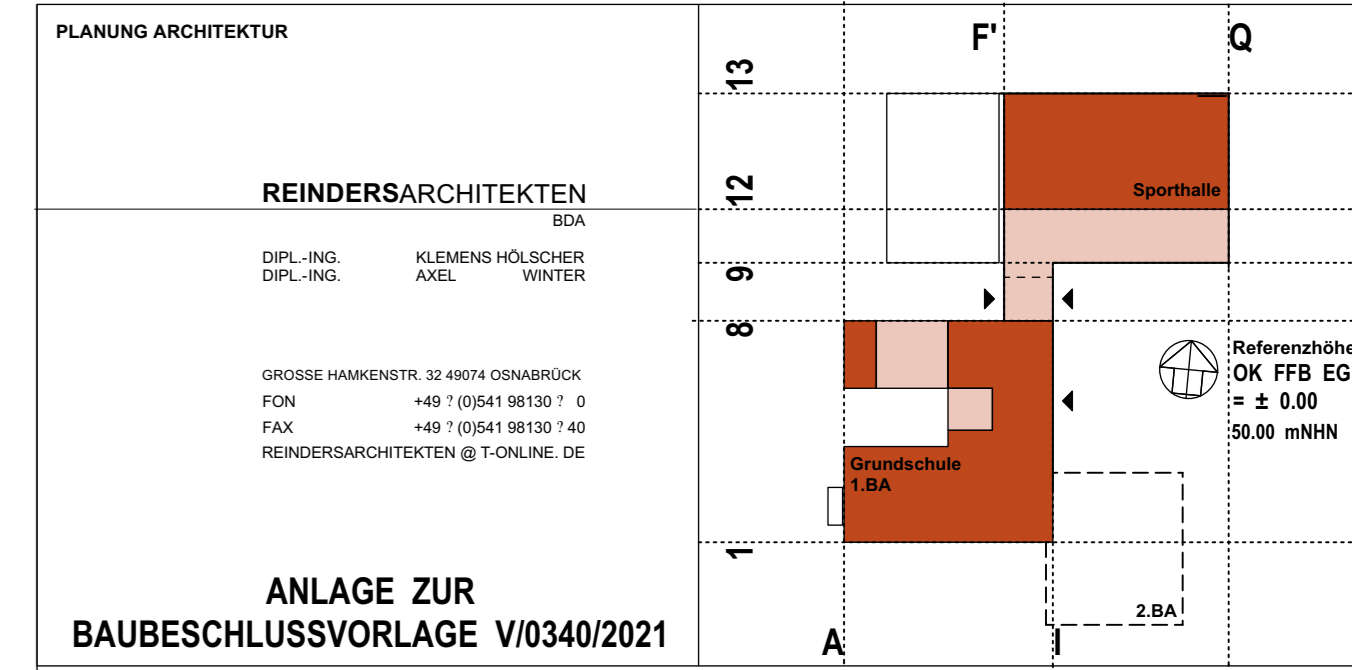 PLANUNG ARCHITEKTUR
REINDERSARCHITEKTEN
BDA
DIPL.-ING. KLEMENS HÖLSCHER
DIPL.-ING. AXEL WINTER
GROSSE HAMKENSTR. 32 49074 OSNABRÜCK
FON +49 ? (0)541 98130 ? 0
FAX +49 ? (0)541 98130 ? 40
REINDERSARCHITEKTEN @ T-ONLINE. DE
ANLAGE ZUR
BAUBESCHLUSSVORLAGE V/0340/2021
F'
Q
13
12
Sporthalle
9
8
Referenzhöhe
OK FFB EG
= ± 0.00
50.00 mNHN
Grundschule
1.BA
1
2.BA
A
I